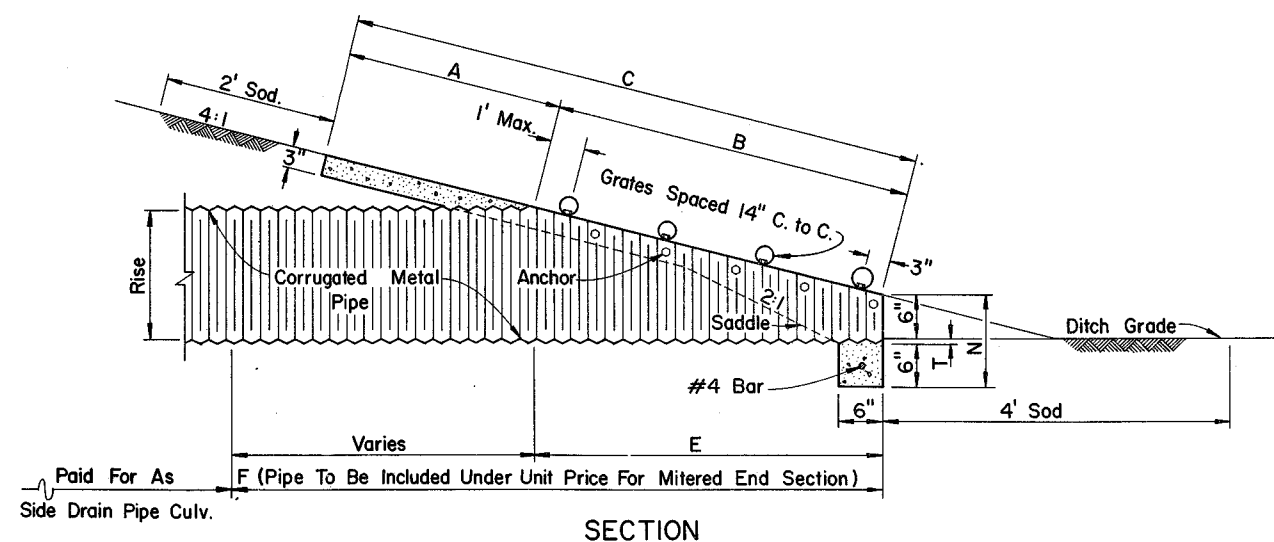 C
A
2' Sod.
4:1
1' Max.
B
3"
Grates Spaced 14" C. to C.
3"
Rise
Corrugated Metal
Pipe
Anchor
2:1
Saddle
6"
Ditch Grade
6"
T
N
#4 Bar
6"
4' Sod
Varies
E
Paid For As
F (Pipe To Be Included Under Unit Price For Mitered End Section)
Side Drain Pipe Culv.
SECTION